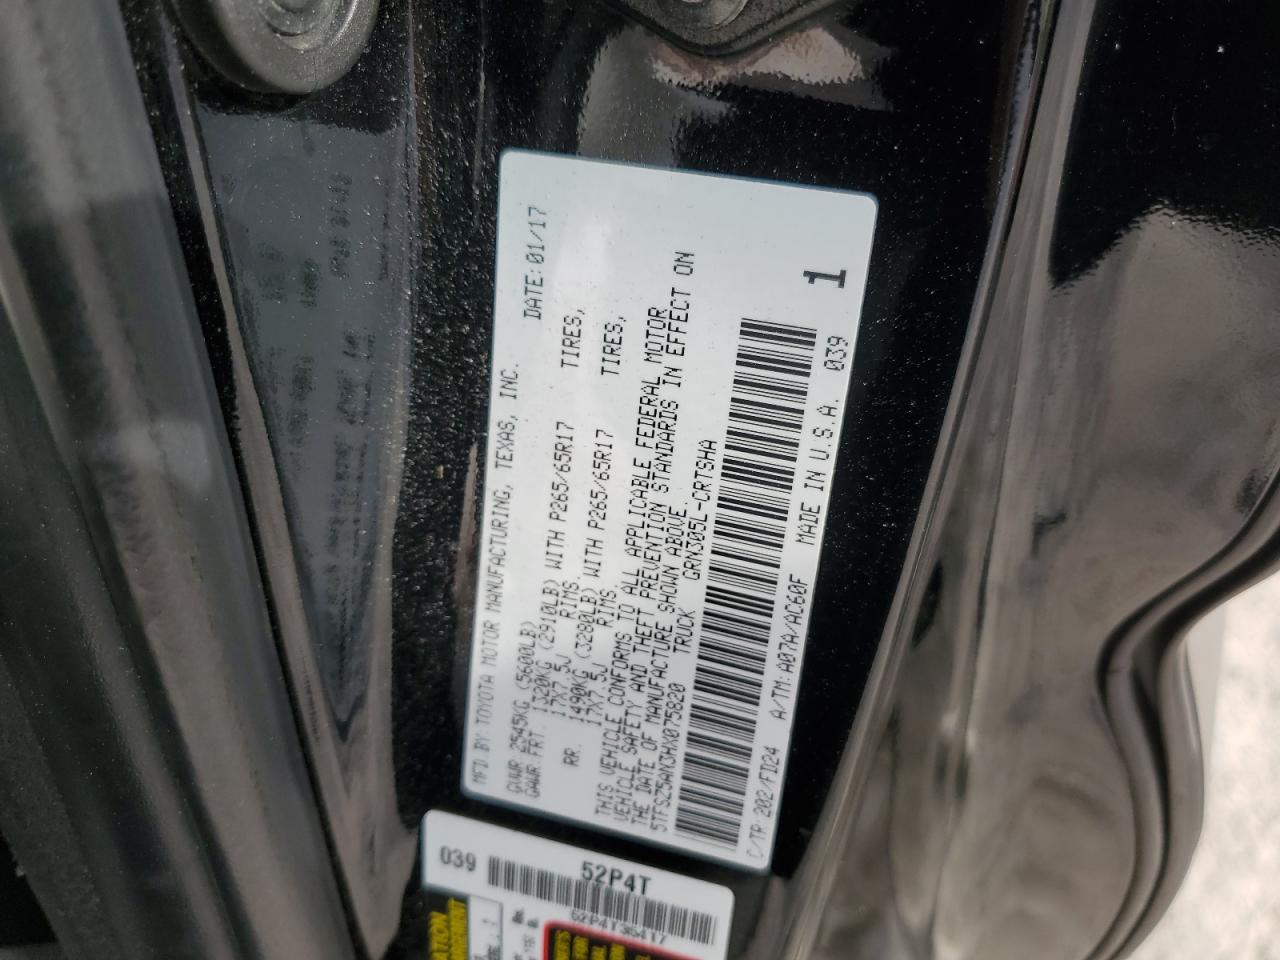 MFD BY: TOYOTA MOTOR MANUFACTURING, TEXAS, INC. DATE: 01/17
GVWR 2545KG (5600LB)
GAWR FRT. 1320KG (2910LB) WITH P265/65R17 TIRES,
17X7.5J RIMS.
RR. 1490KG (3280LB) WITH P265/65R17 TIRES,
17X7.5J RIMS.
THIS VEHICLE CONFORMS TO ALL APPLICABLE FEDERAL MOTOR
VEHICLE SAFETY AND THEFT PREVENTION STANDARDS IN EFFECT ON
THE DATE OF MANUFACTURE SHOWN ABOVE.
5TFSZ5AN3HX075820 TRUCK GRN305L-CRTSHA
C/TR: 202/FD24 A/TM: A07A/AC60F MADE IN U.S.A. 039
1
039 52P4T
52P4T35417